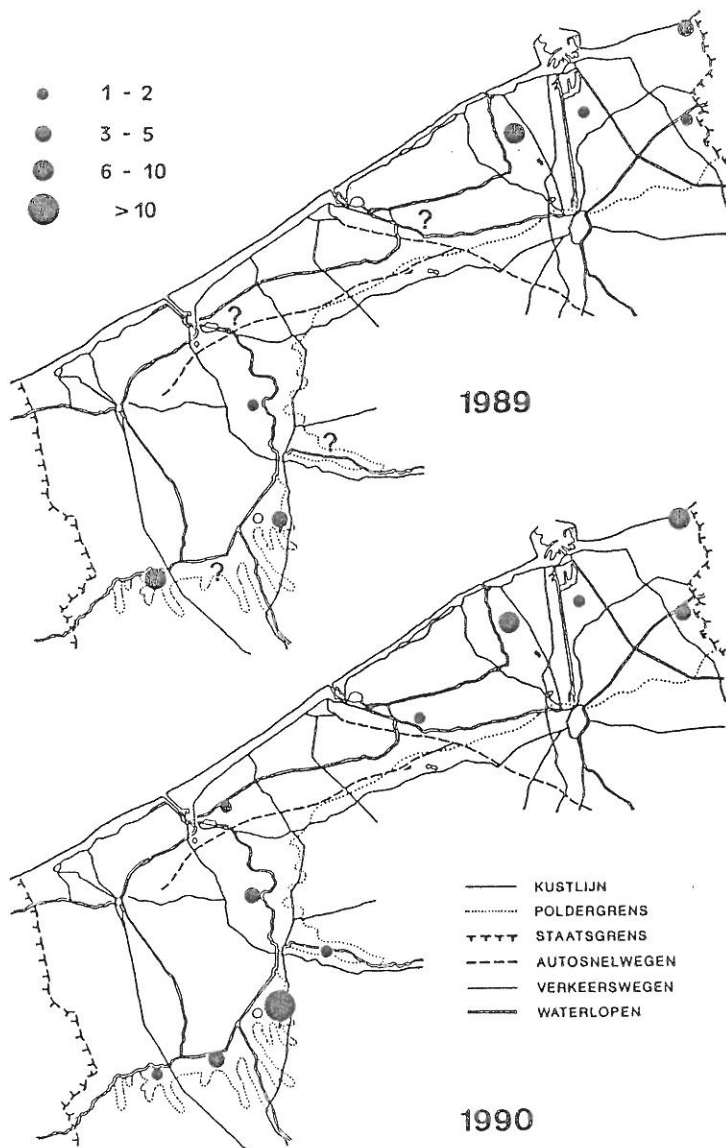 1 - 2
3 - 5
6 - 10
> 10
?
?
1989
?
?
KUSTLIJN
POLDERGRENS
STAATSGRENS
AUTOSNELWEGEN
VERKEERSWEGEN
WATERLOPEN
1990